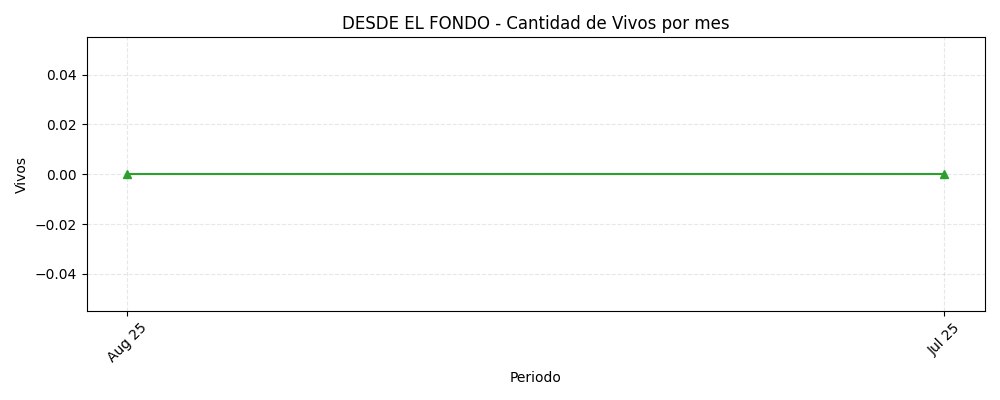 DESDE EL FONDO - Cantidad de Vivos por mes
0.04
0.02
0.00
−0.02
−0.04
Vivos
Aug 25
Jul 25
Periodo